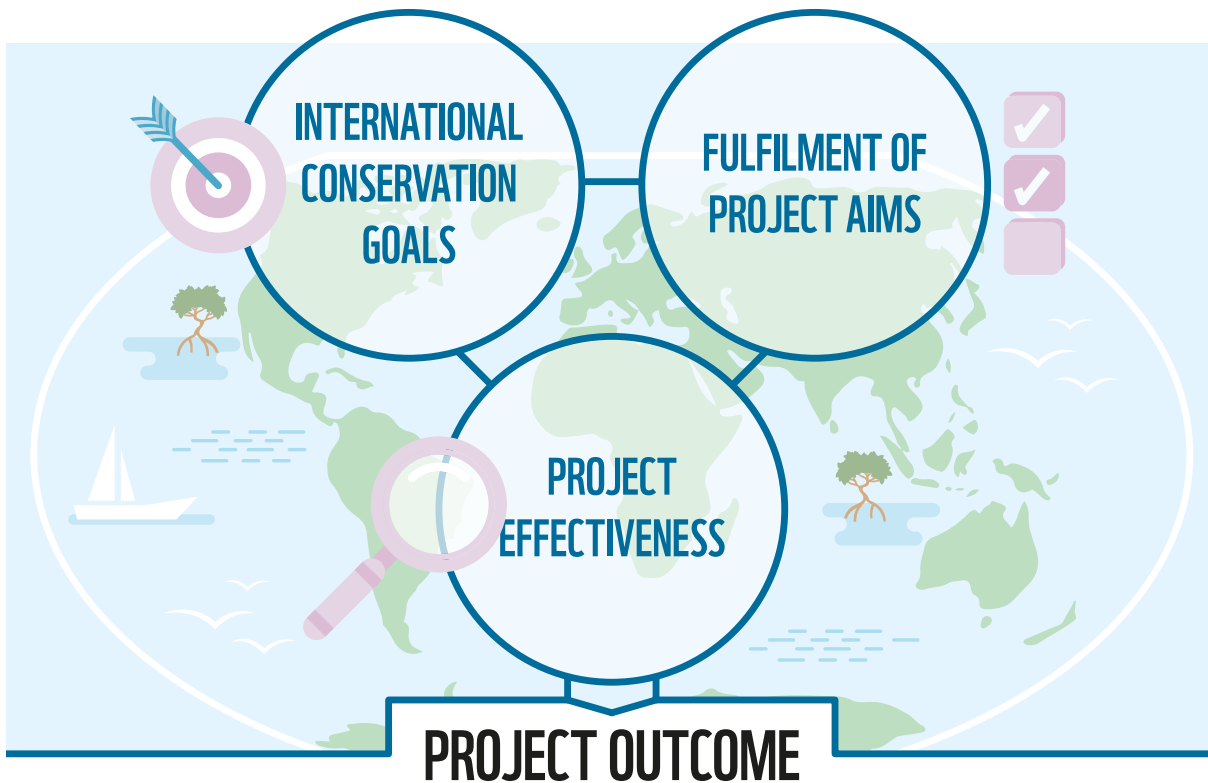 INTERNATIONAL
CONSERVATION
GOALS
FULFILMENT OF
PROJECT AIMS
PROJECT
EFFECTIVENESS
PROJECT OUTCOME